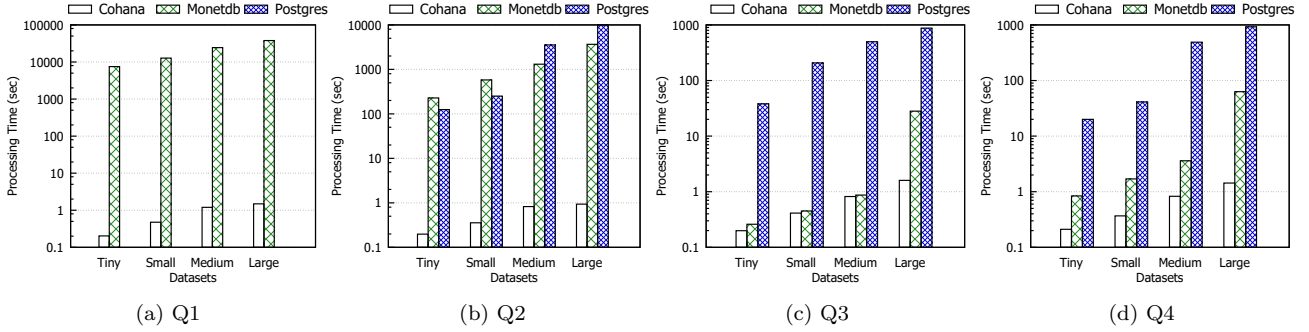 Cohana Monetdb Postgres
Processing Time (sec)
100000
10000
1000
100
10
1
0.1
Tiny Small Medium Large
Datasets
(a) Q1
Cohana Monetdb Postgres
Processing Time (sec)
10000
1000
100
10
1
0.1
Tiny Small Medium Large
Datasets
(b) Q2
Cohana Monetdb Postgres
Processing Time (sec)
1000
100
10
1
0.1
Tiny Small Medium Large
Datasets
(c) Q3
Cohana Monetdb Postgres
Processing Time (sec)
1000
100
10
1
0.1
Tiny Small Medium Large
Datasets
(d) Q4